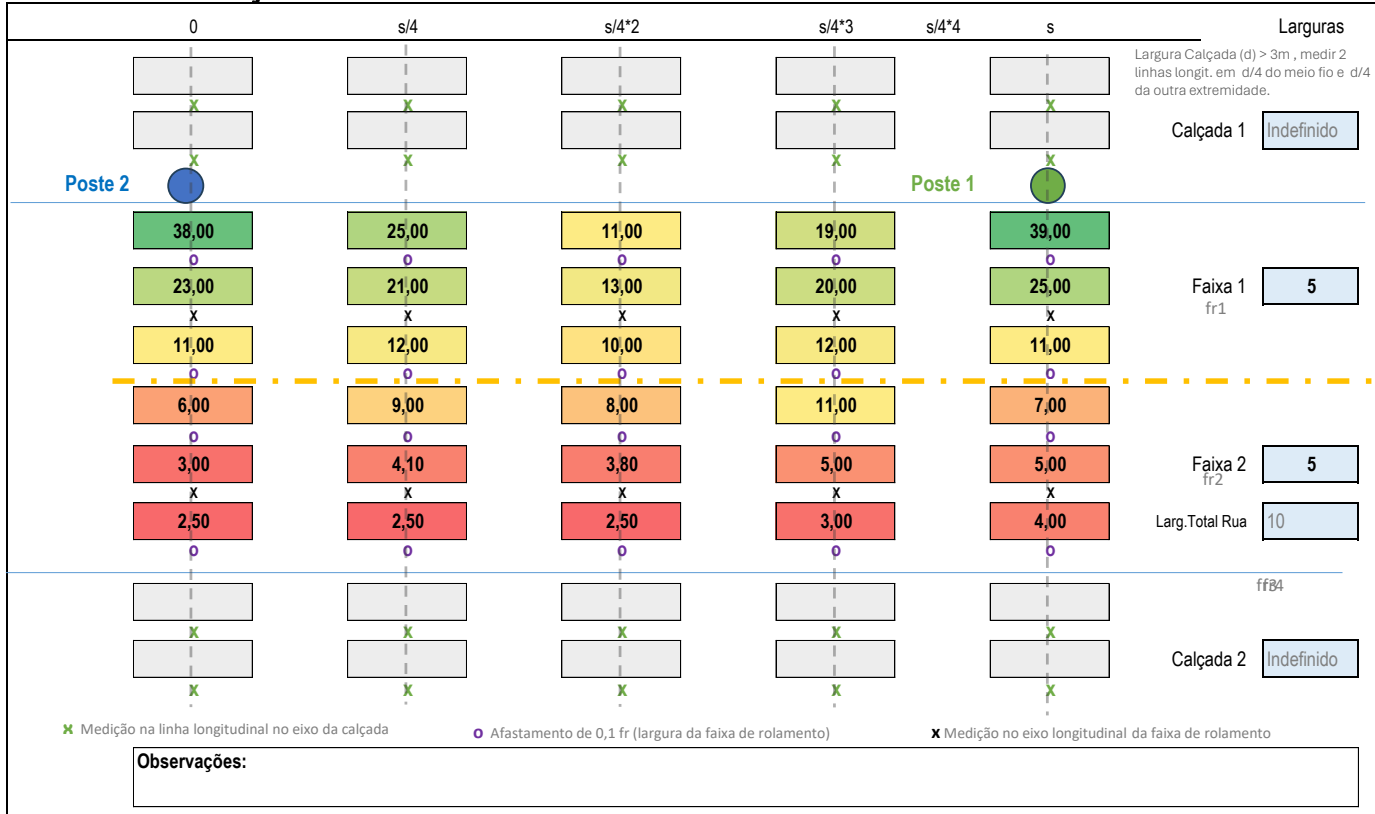 0 s/4 s/4*2 s/4*3 s/4*4 s Larguras
Largura Calçada (d) > 3m , medir 2
linhas longit. em d/4 do meio fio e d/4
da outra extremidade.
x x x x x
Calçada 1 Indefinido
x x x x x
Poste 2 Poste 1
38,00 25,00 11,00 19,00 39,00
o o o o o
23,00 21,00 13,00 20,00 25,00 Faixa 1 5
fr1
x x x x x
11,00 12,00 10,00 12,00 11,00
o o o o o
6,00 9,00 8,00 11,00 7,00
o o o o o
3,00 4,10 3,80 5,00 5,00 Faixa 2 5
fr2
x x x x x
2,50 2,50 2,50 3,00 4,00 Larg.Total Rua 10
o o o o o
x x x x x
Calçada 2 Indefinido
x x x x x
x Medição na linha longitudinal no eixo da calçada o Afastamento de 0,1 fr (largura da faixa de rolamento) x Medição no eixo longitudinal da faixa de rolamento
Observações: